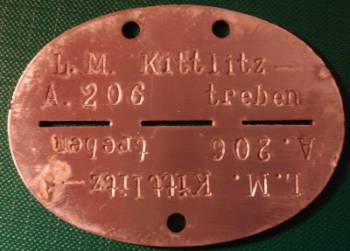 L.M. Kittlitz-
A.206 treben
L.M. Kittlitz-
A.206 treben